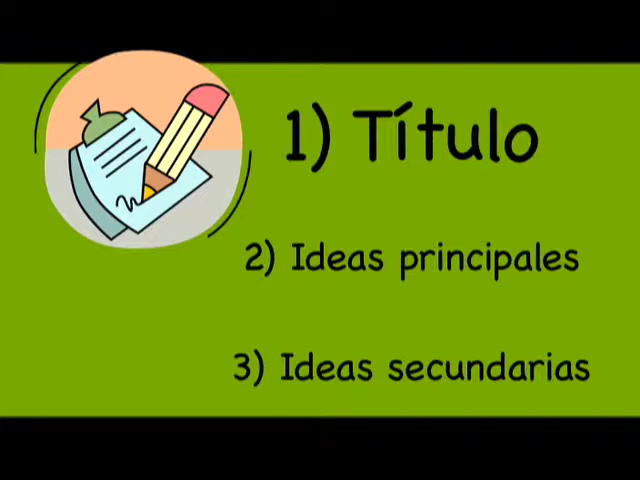 1) Título
2) Ideas principales
3) Ideas secundarias